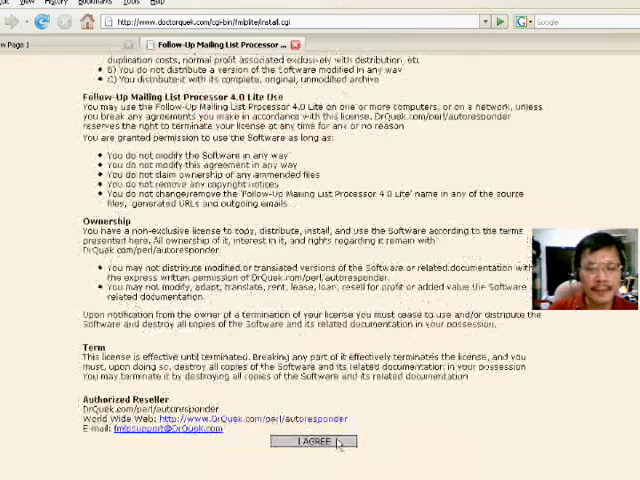 History Bookmarks Tools Help
http://www.doctorquek.com/cgi-bin/fmlplite/install.cgi
Google
Page 1
Follow-Up Mailing List Processor ...
duplication costs, normal profit associated exclusively with distribution, etc
B) You do not distribute a version of the Software modified in any way
C) You distribute it with its complete, original, unmodified archive
Follow-Up Mailing List Processor 4.0 Lite Use
You may use the Follow-Up Mailing List Processor 4.0 Lite on one or more computers, or on a network, unless
you break any agreements you make in accordance with this license. DrQuek.com/perl/autoresponder
reserves the right to terminate your license at any time for any or no reason
You are granted permission to use the Software as long as
You do not modify the Software in any way
You do not modify this agreement in any way
You do not claim ownership of any ammended files
You do not remove any copyright notices
You do not change/remove the 'Follow-Up Mailing List Processor 4.0 Lite' name in any of the source
files, generated URLs and outgoing emails
Ownership
You have a non-exclusive license to copy, distribute, install, and use the Software according to the terms
presented here. All ownership of it, interest in it, and rights regarding it remain with
DrQuek.com/perl/autoresponder.
You may not distribute modified or translated versions of the Software or related documentation with
the express written permission of DrQuek.com/perl/autoresponder.
You may not modify, adapt, translate, rent, lease, loan, resell for profit or added value the Software
related documentation.
Upon notification from the owner of a termination of your license you must cease to use and/or distribute the
Software and destroy all copies of the Software and its related documentation in your possession.
Term
This license is effective until terminated. Breaking any part of it effectively terminates the license, and you
must, upon doing so, destroy all copies of the Software and its related documentation in your possession
You may terminate it by destroying all copies of the Software and its related documentation
Authorized Reseller
DrQuek.com/perl/autoresponder
World Wide Web: http://www.DrQuek.com/perl/autoresponder
E-mail: fmlpsupport@DrQuek.com
I AGREE